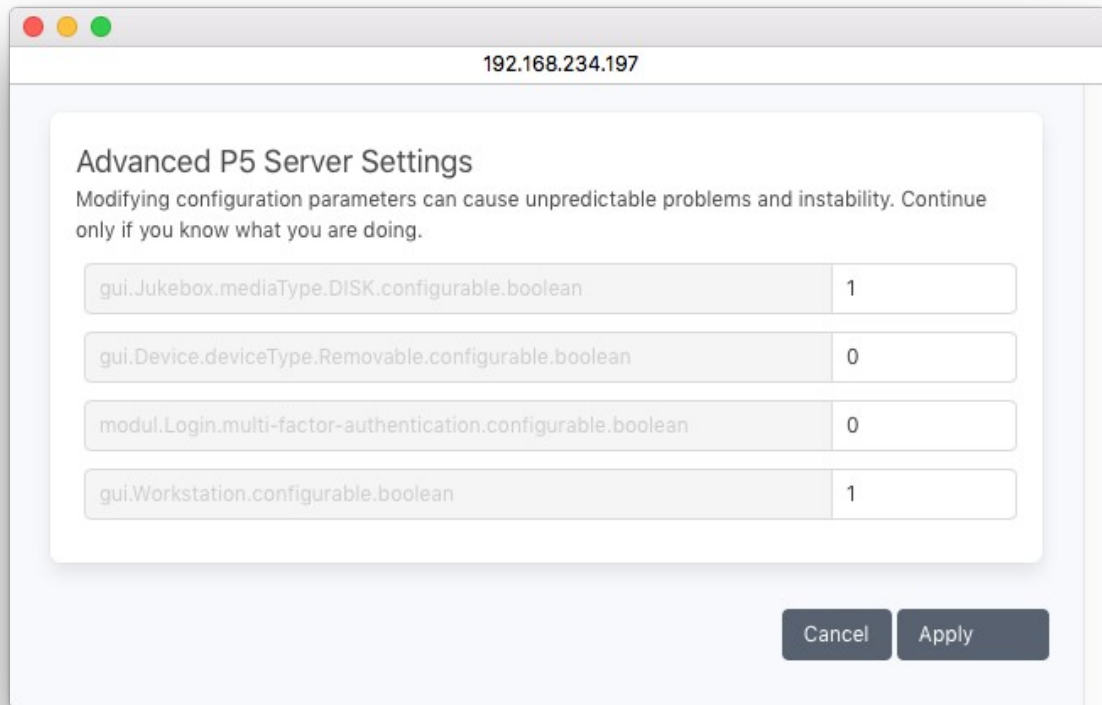 192.168.234.197
Advanced P5 Server Settings
Modifying configuration parameters can cause unpredictable problems and instability. Continue
only if you know what you are doing.
gui.Jukebox.mediaType.DISK.configurable.boolean 1
gui.Device.deviceType.Removable.configurable.boolean 0
modul.Login.multi-factor-authentication.configurable.boolean 0
gui.Workstation.configurable.boolean 1
Cancel Apply